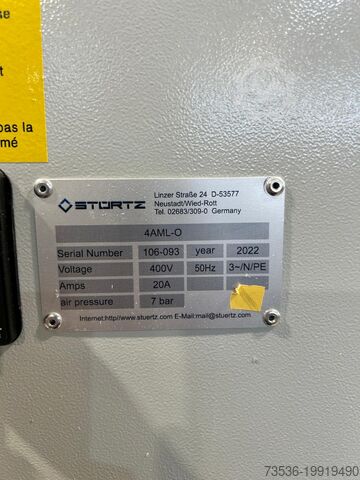 se
t
pas la
mé
STÜRTZ
Linzer Straße 24 D-53577
Neustadt/Wied-Rott
Tel. 02683/309-0 Germany
4AML-O
Serial Number 106-093 year 2022
Voltage 400V 50Hz 3~/N/PE
Amps 20A
air pressure 7 bar
Internet:http//www.stuertz.com E-Mail:mail@stuertz.com
73536-19919490